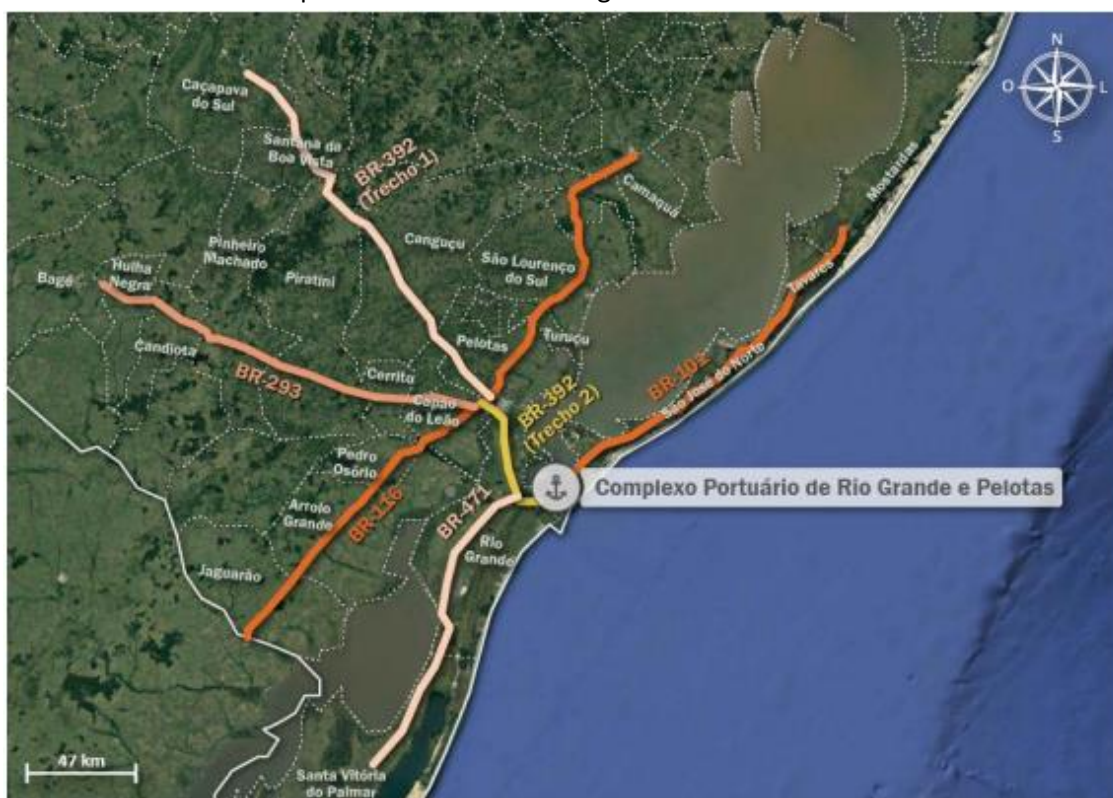 N
O
L
S
Caçapava
do Sul
Santana da
Boa Vista
BR-392
(Trecho 1)
Camaquã
Mostardas
Canguçu
Pinheiro
Machado
Piratini
São Lourenço
do Sul
Hulha
Negra
Bagé
Tavares
Candiota
Pelotas
Turuçu
BR-293
Cerrito
BR-392
(Trecho 2)
BR-101
São José do Norte
Capão
do Leão
Pedro
Osório
Complexo Portuário de Rio Grande e Pelotas
Arroio
Grande
BR-116
BR-471
Rio
Grande
Jaguarão
47 km
Santa Vitória
do Palmar